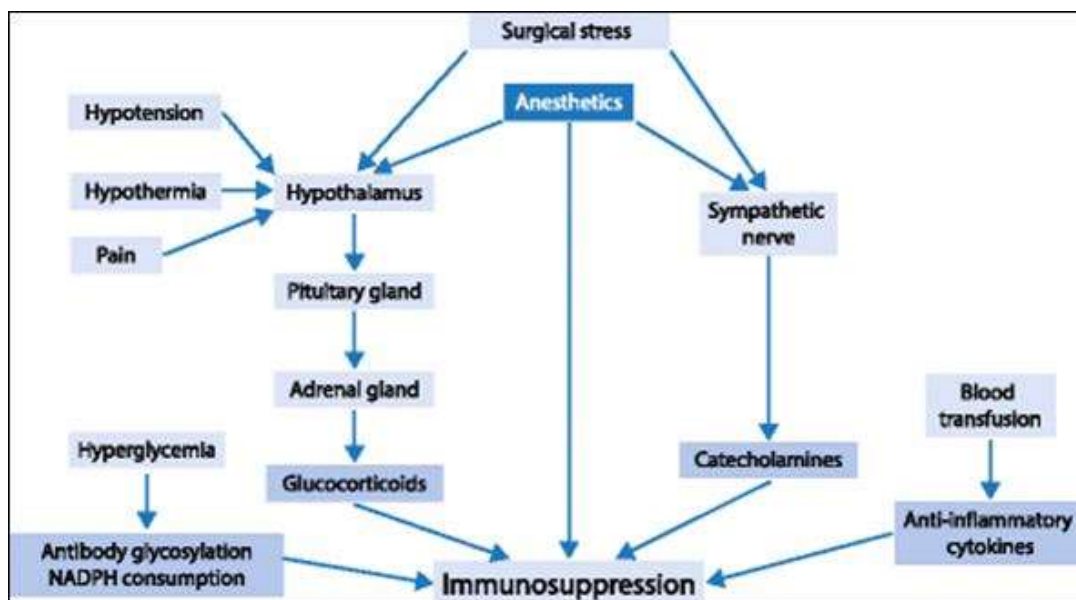 Surgical stress
Anesthetics
Hypotension
Hypothermia
Hypothalamus
Sympathetic
nerve
Pain
Pituitary gland
Adrenal gland
Blood
transfusion
Hyperglycemia
Glucocorticoids
Catecholamines
Anti-inflammatory
cytokines
Antibody glycosylation
NADPH consumption
Immunosuppression